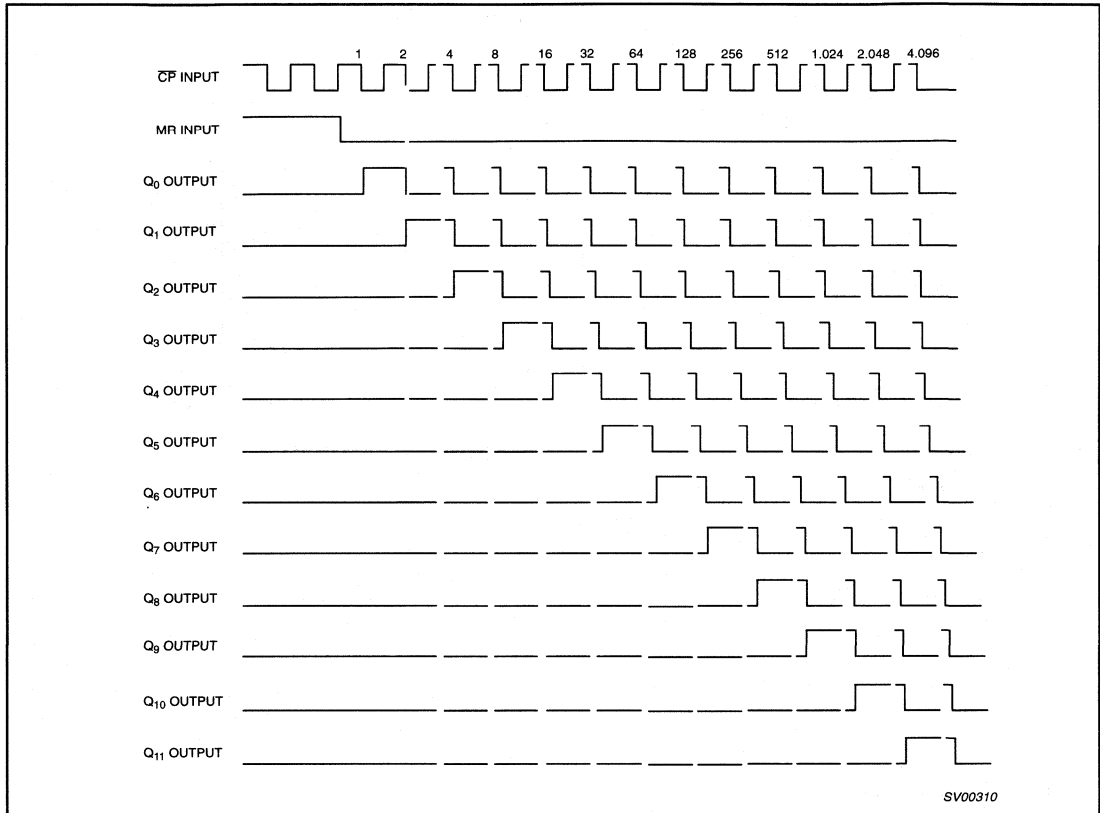 1 2 4 8 16 32 64 128 256 512 1.024 2.048 4.096
CP INPUT
MR INPUT
Q0 OUTPUT
Q1 OUTPUT
Q2 OUTPUT
Q3 OUTPUT
Q4 OUTPUT
Q5 OUTPUT
Q6 OUTPUT
Q7 OUTPUT
Q8 OUTPUT
Q9 OUTPUT
Q10 OUTPUT
Q11 OUTPUT
SV00310